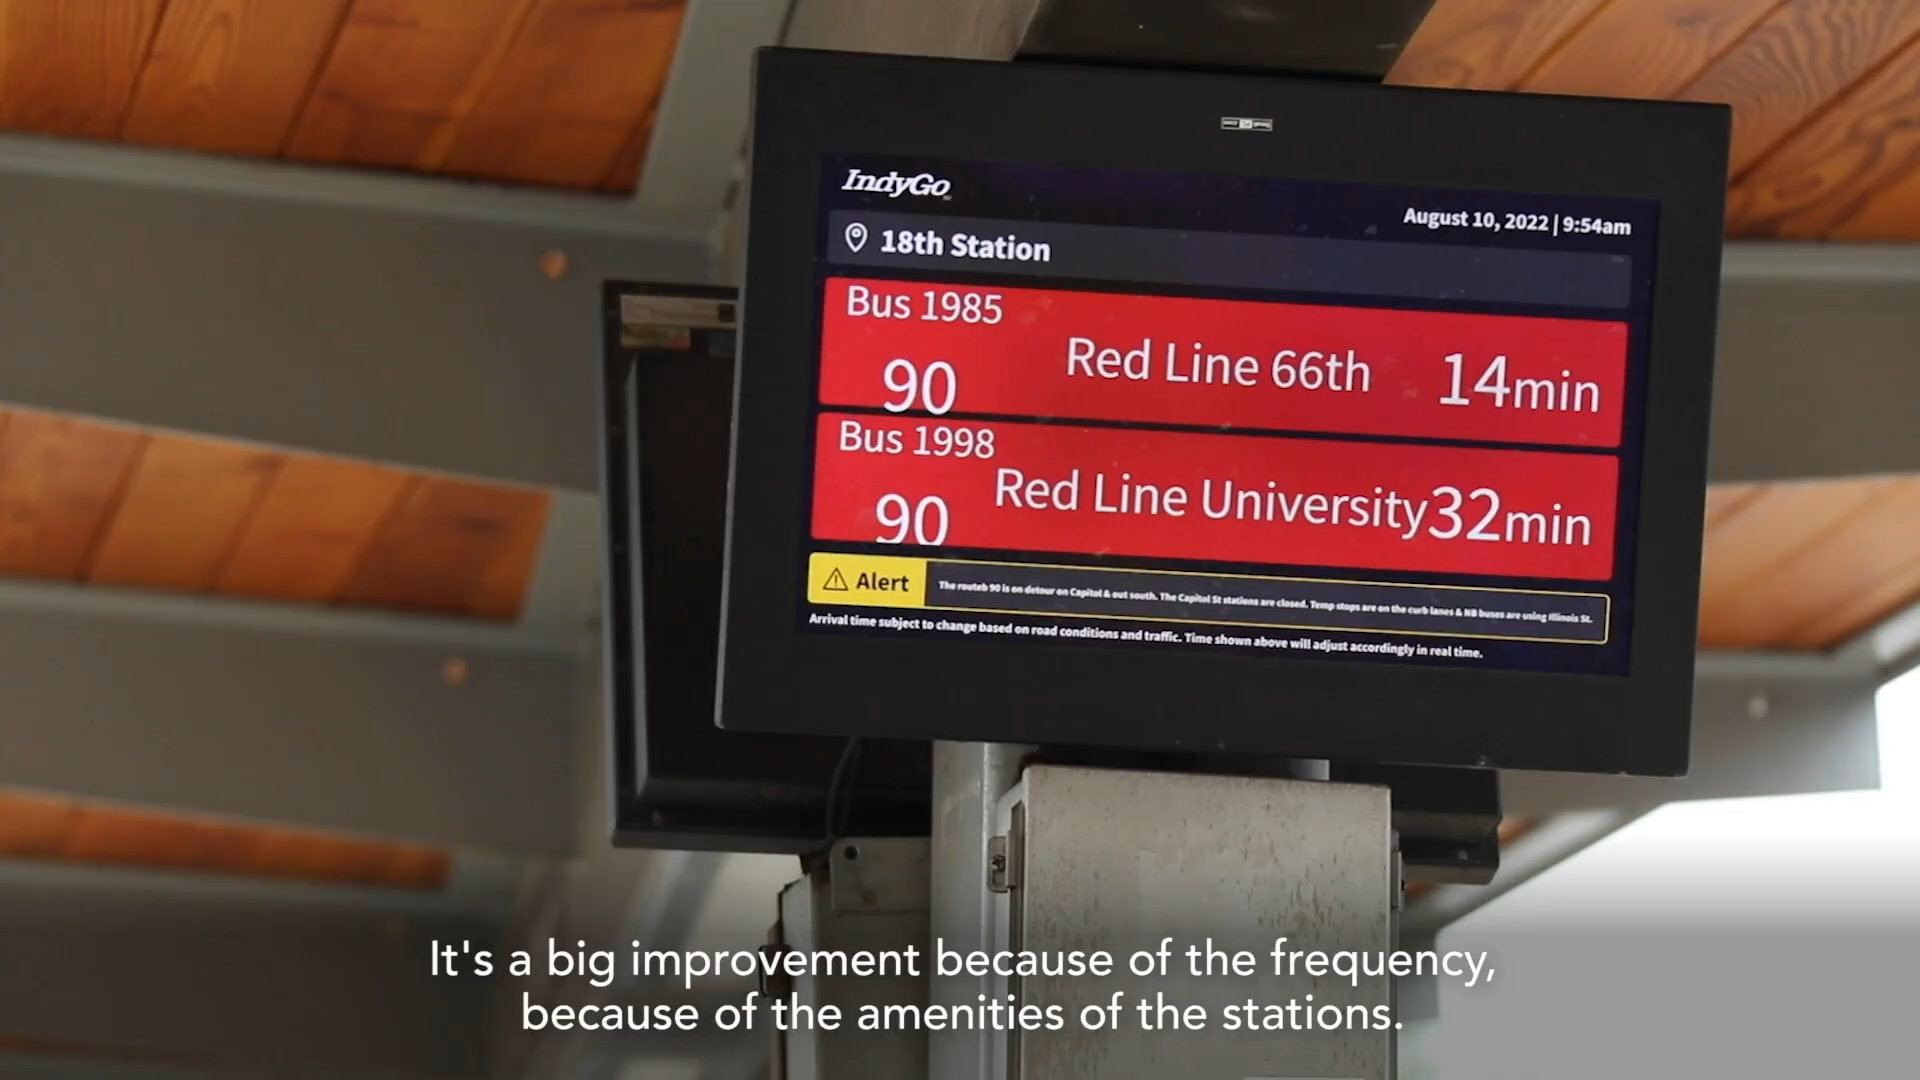 IndyGo
August 10, 2022 | 9:54am
18th Station
Bus 1985
90
Red Line 66th
14min
Bus 1998
90
Red Line University
32min
Alert
The routeb 90 is on detour on Capitol & out south. The Capitol St stations are closed. Temp stops are on the curb lanes & NB buses are using Illinois St.
Arrival time subject to change based on road conditions and traffic. Time shown above will adjust accordingly in real time.
It's a big improvement because of the frequency,
because of the amenities of the stations.